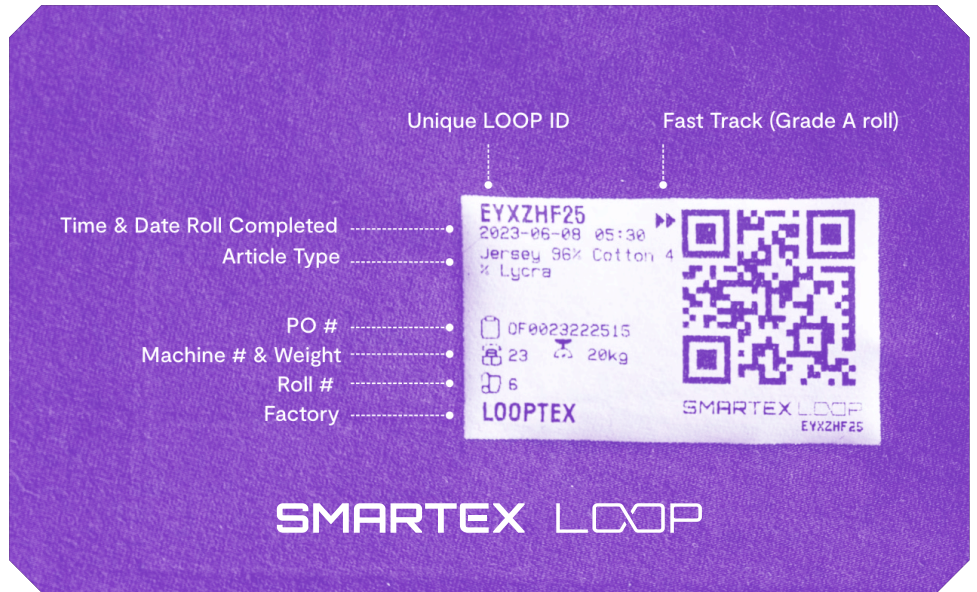 Unique LOOP ID
Fast Track (Grade A roll)
Time & Date Roll Completed
Article Type
PO #
Machine # & Weight
Roll #
Factory
EYXZHF25
2023-06-08 05:30
Jersey 96% Cotton 4
% Lycra
OF0023222515
23 20kg
6
LOOPTEX
SMARTEX LOOP
EYXZHF25
SMARTEX LOOP